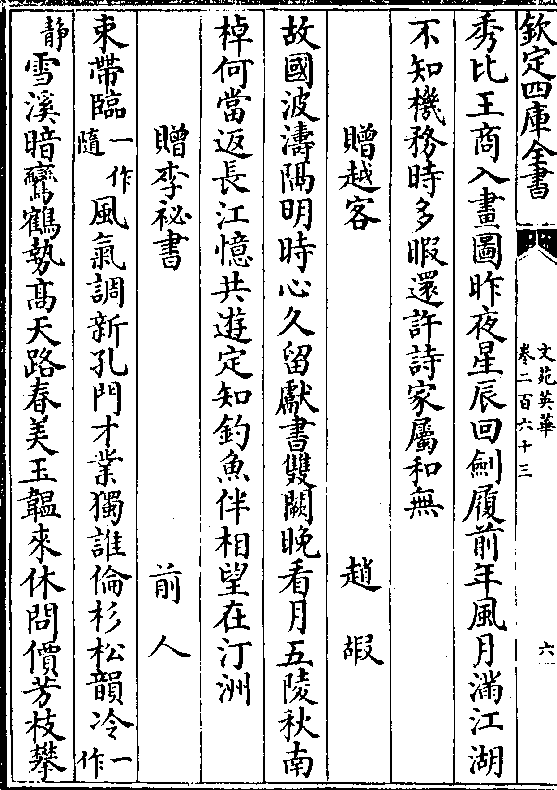 欽定四庫全書
文苑英華
卷二百六十三
六
秀比王商入畫圖昨夜星辰回劍履前年風月滿江湖
不知機務時多暇還許詩家屬和無
贈越客 趙嘏
故國波濤隔明時心久留獻書雙闕晚看月五陵秋南
棹何當返長江憶共遊定知釣魚伴相望在汀洲
贈李祕書 前人
束帶臨一作隨風氣調新孔門才業獨誰倫杉松韻冷一作
靜雪溪暗鸞鶴勢髙天路春美玉韞來休問價芳枝攀